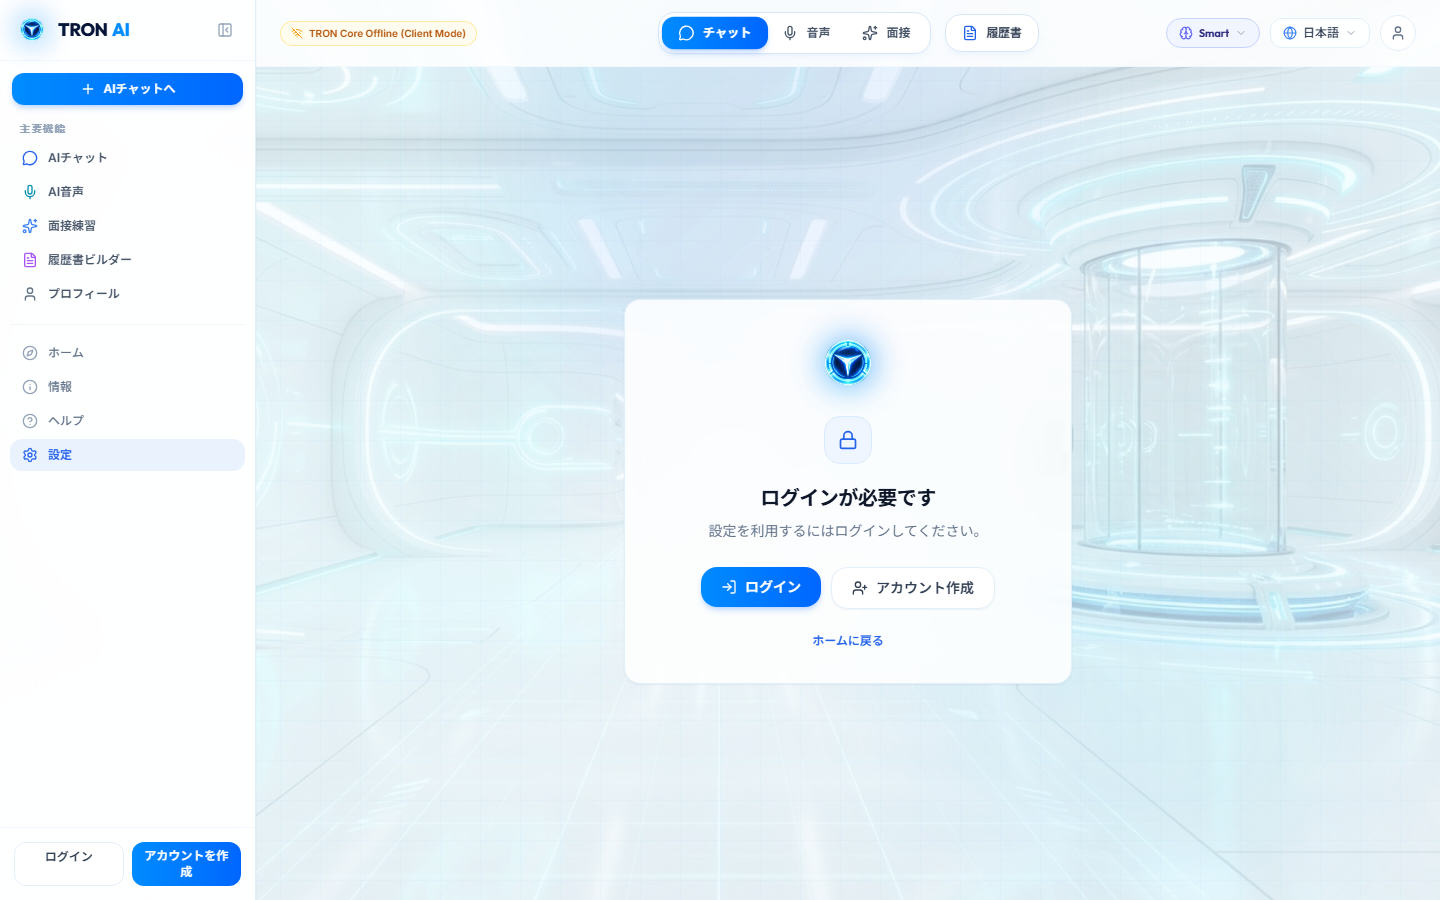 TRON AI
AIチャットへ
主要機能
AIチャット
AI音声
面接練習
履歴書ビルダー
プロフィール
ホーム
情報
ヘルプ
設定
ログイン
アカウントを作
成
TRON Core Offline (Client Mode)
チャット
音声
面接
履歴書
Smart
日本語
ログインが必要です
設定を利用するにはログインしてください。
ログイン
アカウント作成
ホームに戻る